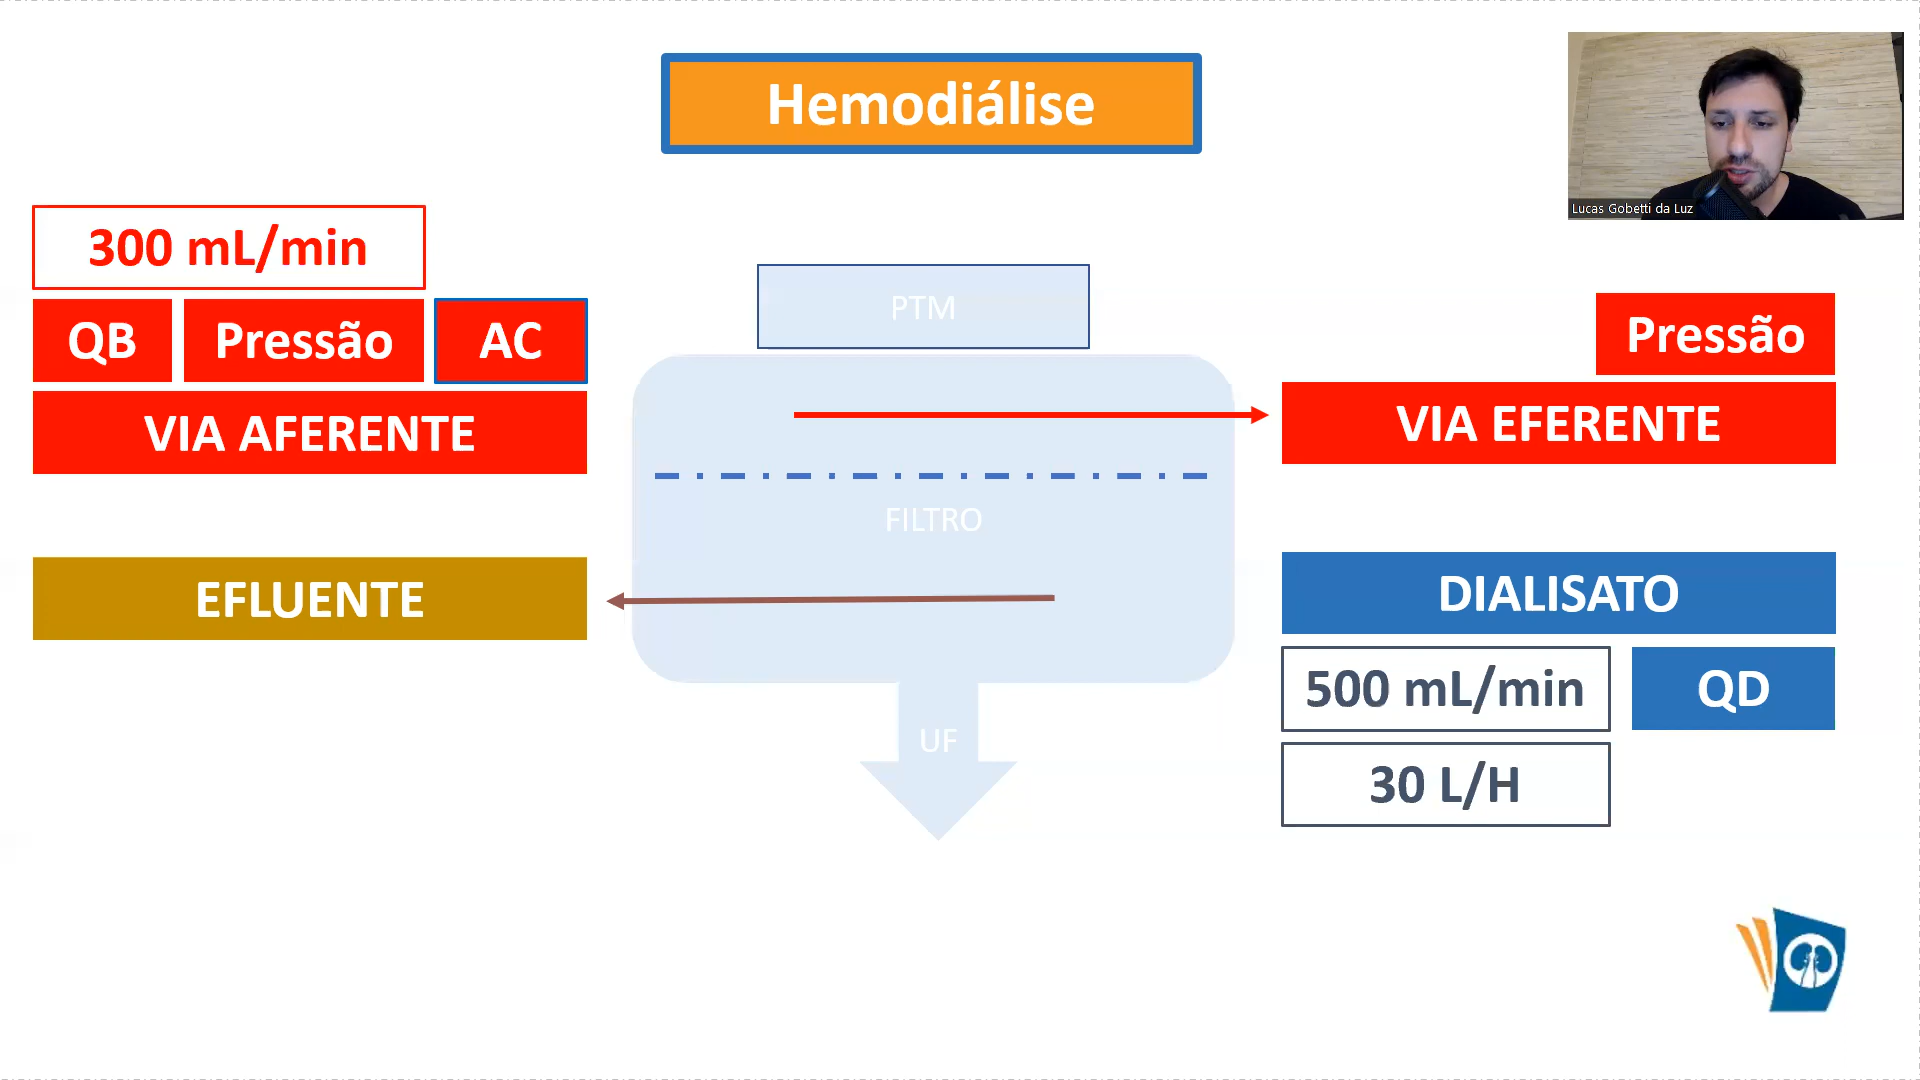 Hemodiálise
Lucas Gobetti da Luz
300 mL/min
QB
Pressão
AC
VIA AFERENTE
PTM
FILTRO
UF
Pressão
VIA EFERENTE
EFLUENTE
DIALISATO
500 mL/min
QD
30 L/H